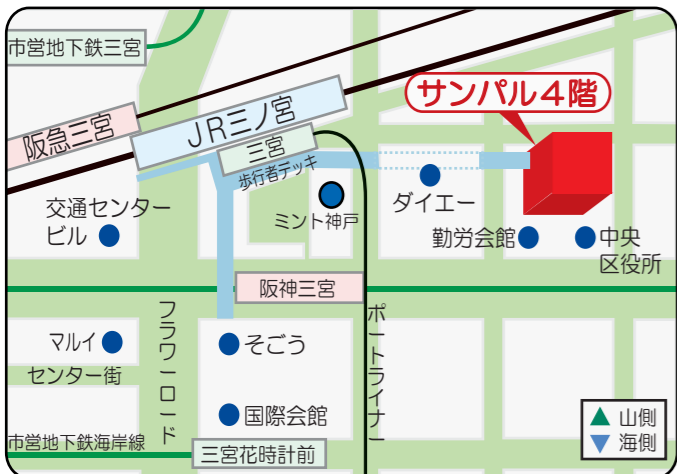 市営地下鉄三宮
サンパル4階
阪急三宮
JR三ノ宮
三宮
歩行者デッキ
ミント神戸
ダイエー
交通センター
ビル
勤労会館
中央
区役所
阪神三宮
フラワーロード
ポートライナー
マルイ
そごう
センター街
国際会館
市営地下鉄海岸線
三宮花時計前
▲ 山側
▼ 海側